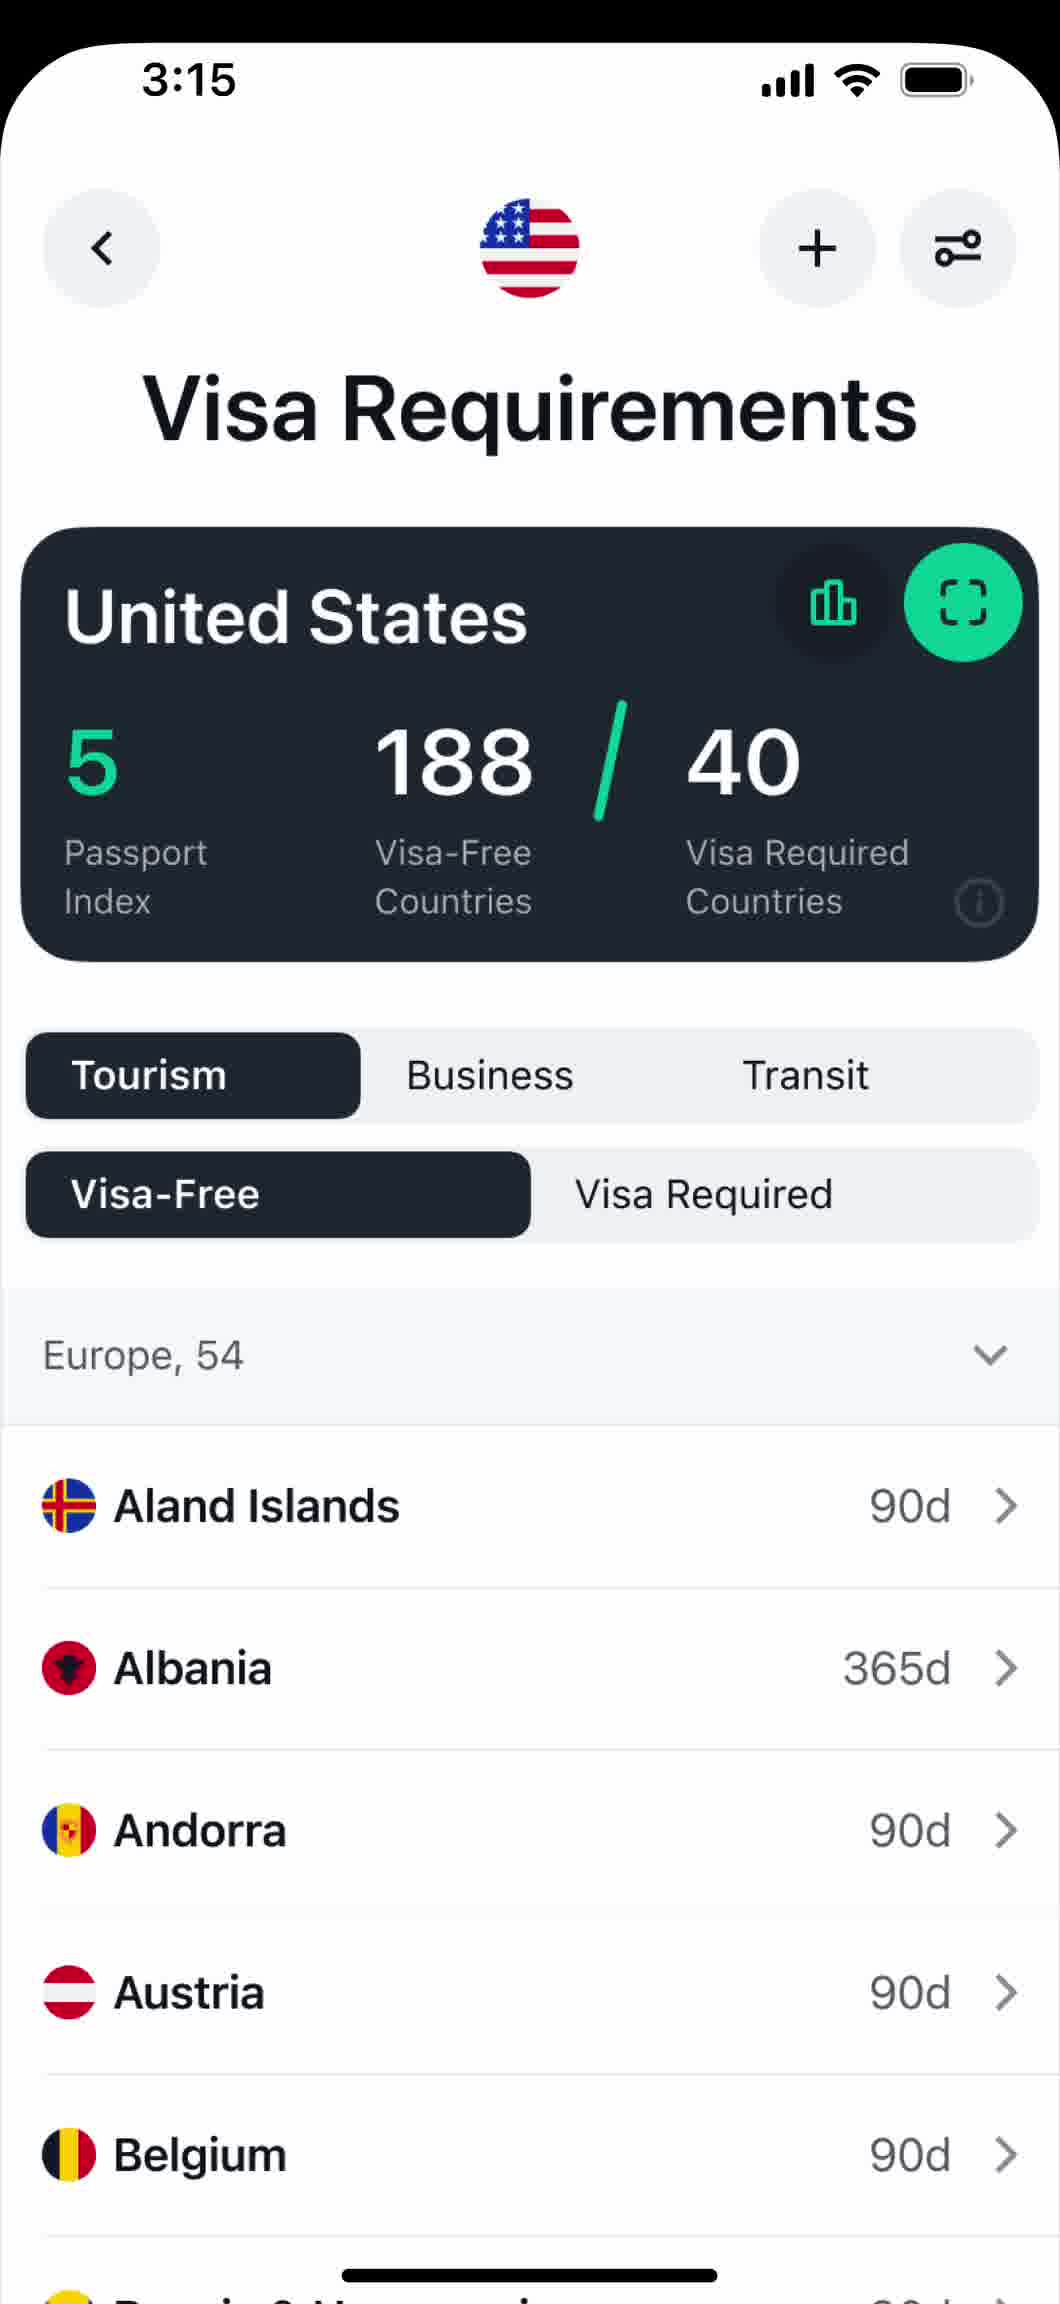 3:15
Visa Requirements
United States
5 188 / 40
Passport Index Visa-Free Countries Visa Required Countries
Tourism Business Transit
Visa-Free Visa Required
Europe, 54
Aland Islands 90d
Albania 365d
Andorra 90d
Austria 90d
Belgium 90d